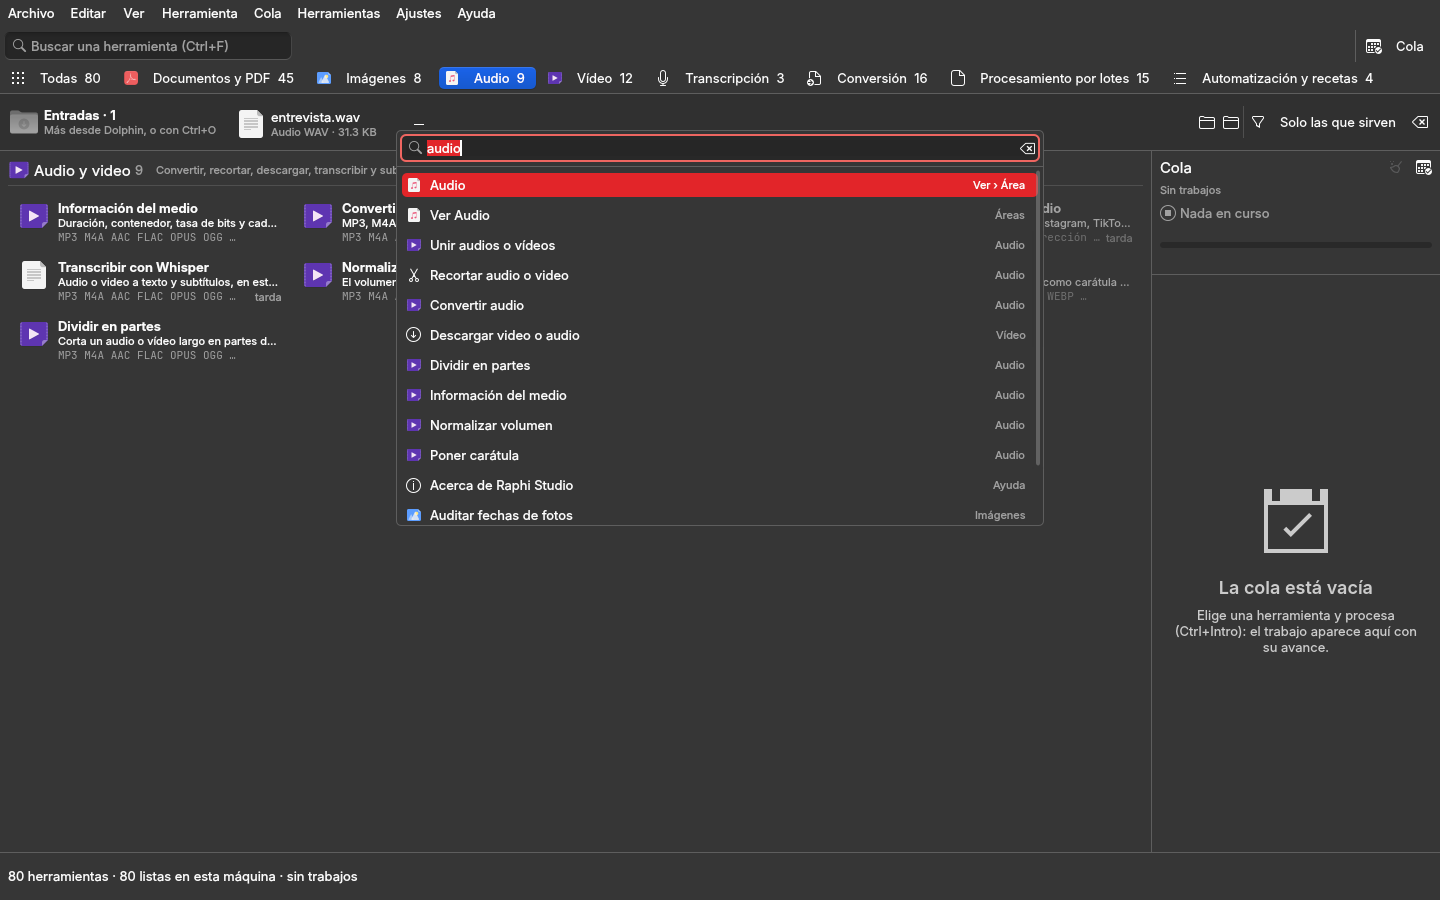 Archivo Editar Ver Herramienta Cola Herramientas Ajustes Ayuda
Buscar una herramienta (Ctrl+F)
Cola
Todas 80 Documentos y PDF 45 Imágenes 8 Audio 9 Vídeo 12 Transcripción 3 Conversión 16 Procesamiento por lotes 15 Automatización y recetas 4
Entradas · 1
Más desde Dolphin, o con Ctrl+O
entrevista.wav
Audio WAV · 31.3 KB
Solo las que sirven
audio
Audio y video 9 Convertir, recortar, descargar, transcribir y sub
Información del medio
Duración, contenedor, tasa de bits y cad...
MP3 M4A AAC FLAC OPUS OGG …
Converti
MP3, M4A
MP3 M4A
dio
stagram, TikTo...
rección … tarda
Transcribir con Whisper
Audio o video a texto y subtítulos, en est...
MP3 M4A AAC FLAC OPUS OGG … tarda
Normaliz
El volumen
MP3 M4A
como carátula ...
WEBP …
Dividir en partes
Corta un audio o vídeo largo en partes d...
MP3 M4A AAC FLAC OPUS OGG …
Audio Ver › Área
Ver Audio Áreas
Unir audios o vídeos Audio
Recortar audio o video Audio
Convertir audio Audio
Descargar video o audio Vídeo
Dividir en partes Audio
Información del medio Audio
Normalizar volumen Audio
Poner carátula Audio
Acerca de Raphi Studio Ayuda
Auditar fechas de fotos Imágenes
Cola
Sin trabajos
Nada en curso
La cola está vacía
Elige una herramienta y procesa
(Ctrl+Intro): el trabajo aparece aquí con
su avance.
80 herramientas · 80 listas en esta máquina · sin trabajos